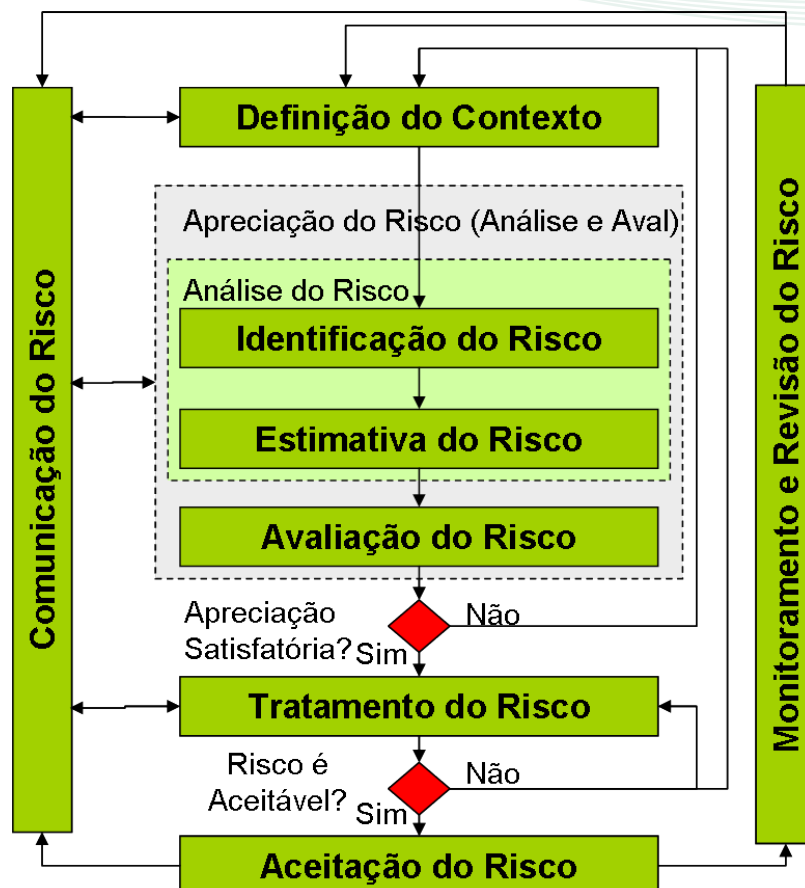 Definição do Contexto
Apreciação do Risco (Análise e Aval)
Análise do Risco
Identificação do Risco
Estimativa do Risco
Avaliação do Risco
Apreciação
Satisfatória?
Não
Sim
Tratamento do Risco
Risco é
Aceitável?
Não
Sim
Aceitação do Risco
Comunicação do Risco
Monitoramento e Revisão do Risco